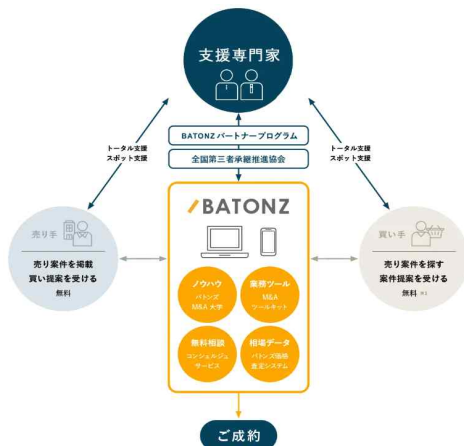 支援専門家
BATONZパートナープログラム
全国第三者承継推進協会
トータル支援
スポット支援
トータル支援
スポット支援
BATONZ
売り手
売り案件を掲載
買い提案を受ける
無料
買い手
売り案件を探す
案件提案を受ける
無料 ※1
ノウハウ
バトンズ
M&A 大学
業務ツール
M&A
ツールキット
無料相談
コンシェルジュ
サービス
相場データ
バトンズ価格
査定システム
ご成約